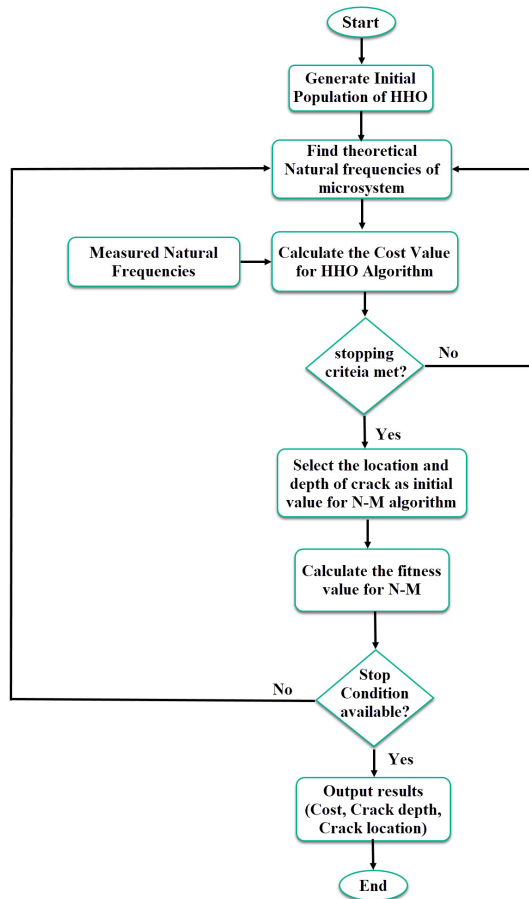 Start
Generate Initial
Population of HHO
Find theoretical
Natural frequencies of
microsystem
Measured Natural
Frequencies
Calculate the Cost Value
for HHO Algorithm
stopping
criteia met?
No
Yes
Select the location and
depth of crack as initial
value for N-M algorithm
Calculate the fitness
value for N-M
Stop
Condition
available?
No
Yes
Output results
(Cost, Crack depth,
Crack location)
End